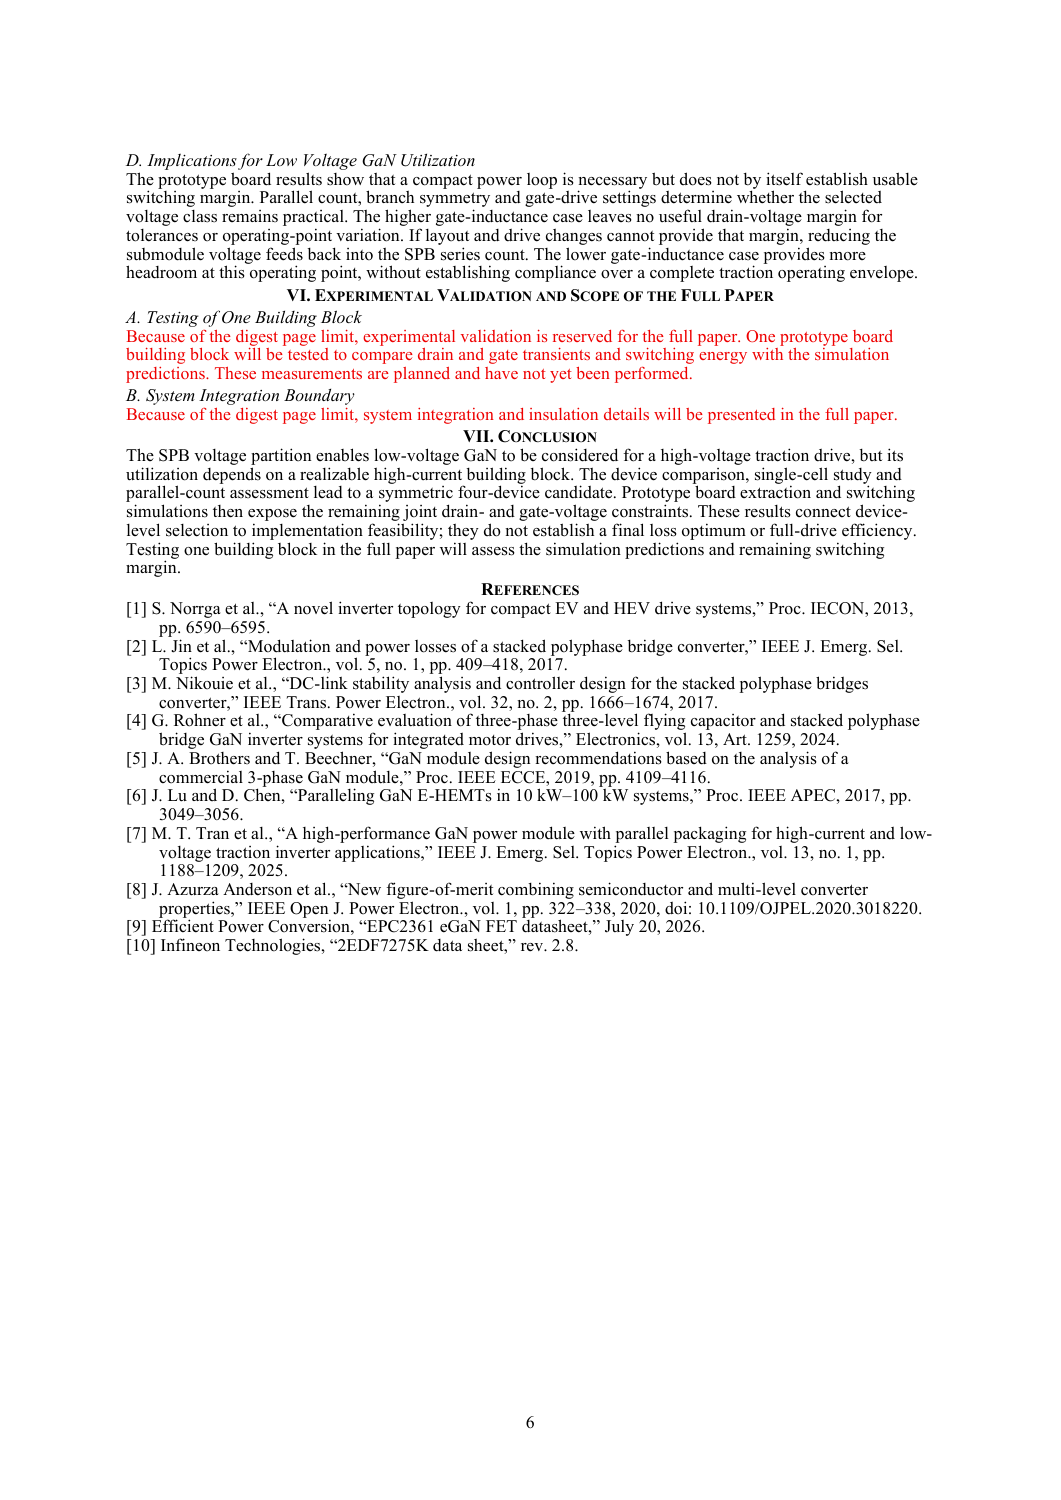 D. Implications for Low Voltage GaN Utilization
The prototype board results show that a compact power loop is necessary but does not by itself establish usable
switching margin. Parallel count, branch symmetry and gate-drive settings determine whether the selected
voltage class remains practical. The higher gate-inductance case leaves no useful drain-voltage margin for
tolerances or operating-point variation. If layout and drive changes cannot provide that margin, reducing the
submodule voltage feeds back into the SPB series count. The lower gate-inductance case provides more
headroom at this operating point, without establishing compliance over a complete traction operating envelope.
VI. EXPERIMENTAL VALIDATION AND SCOPE OF THE FULL PAPER
A. Testing of One Building Block
Because of the digest page limit, experimental validation is reserved for the full paper. One prototype board
building block will be tested to compare drain and gate transients and switching energy with the simulation
predictions. These measurements are planned and have not yet been performed.
B. System Integration Boundary
Because of the digest page limit, system integration and insulation details will be presented in the full paper.
VII. CONCLUSION
The SPB voltage partition enables low-voltage GaN to be considered for a high-voltage traction drive, but its
utilization depends on a realizable high-current building block. The device comparison, single-cell study and
parallel-count assessment lead to a symmetric four-device candidate. Prototype board extraction and switching
simulations then expose the remaining joint drain- and gate-voltage constraints. These results connect device-
level selection to implementation feasibility; they do not establish a final loss optimum or full-drive efficiency.
Testing one building block in the full paper will assess the simulation predictions and remaining switching
margin.
REFERENCES
[1] S. Norrga et al., “A novel inverter topology for compact EV and HEV drive systems,” Proc. IECON, 2013,
pp. 6590–6595.
[2] L. Jin et al., “Modulation and power losses of a stacked polyphase bridge converter,” IEEE J. Emerg. Sel.
Topics Power Electron., vol. 5, no. 1, pp. 409–418, 2017.
[3] M. Nikouie et al., “DC-link stability analysis and controller design for the stacked polyphase bridges
converter,” IEEE Trans. Power Electron., vol. 32, no. 2, pp. 1666–1674, 2017.
[4] G. Rohner et al., “Comparative evaluation of three-phase three-level flying capacitor and stacked polyphase
bridge GaN inverter systems for integrated motor drives,” Electronics, vol. 13, Art. 1259, 2024.
[5] J. A. Brothers and T. Beechner, “GaN module design recommendations based on the analysis of a
commercial 3-phase GaN module,” Proc. IEEE ECCE, 2019, pp. 4109–4116.
[6] J. Lu and D. Chen, “Paralleling GaN E-HEMTs in 10 kW–100 kW systems,” Proc. IEEE APEC, 2017, pp.
3049–3056.
[7] M. T. Tran et al., “A high-performance GaN power module with parallel packaging for high-current and low-
voltage traction inverter applications,” IEEE J. Emerg. Sel. Topics Power Electron., vol. 13, no. 1, pp.
1188–1209, 2025.
[8] J. Azurza Anderson et al., “New figure-of-merit combining semiconductor and multi-level converter
properties,” IEEE Open J. Power Electron., vol. 1, pp. 322–338, 2020, doi: 10.1109/OJPEL.2020.3018220.
[9] Efficient Power Conversion, “EPC2361 eGaN FET datasheet,” July 20, 2026.
[10] Infineon Technologies, “2EDF7275K data sheet,” rev. 2.8.
6